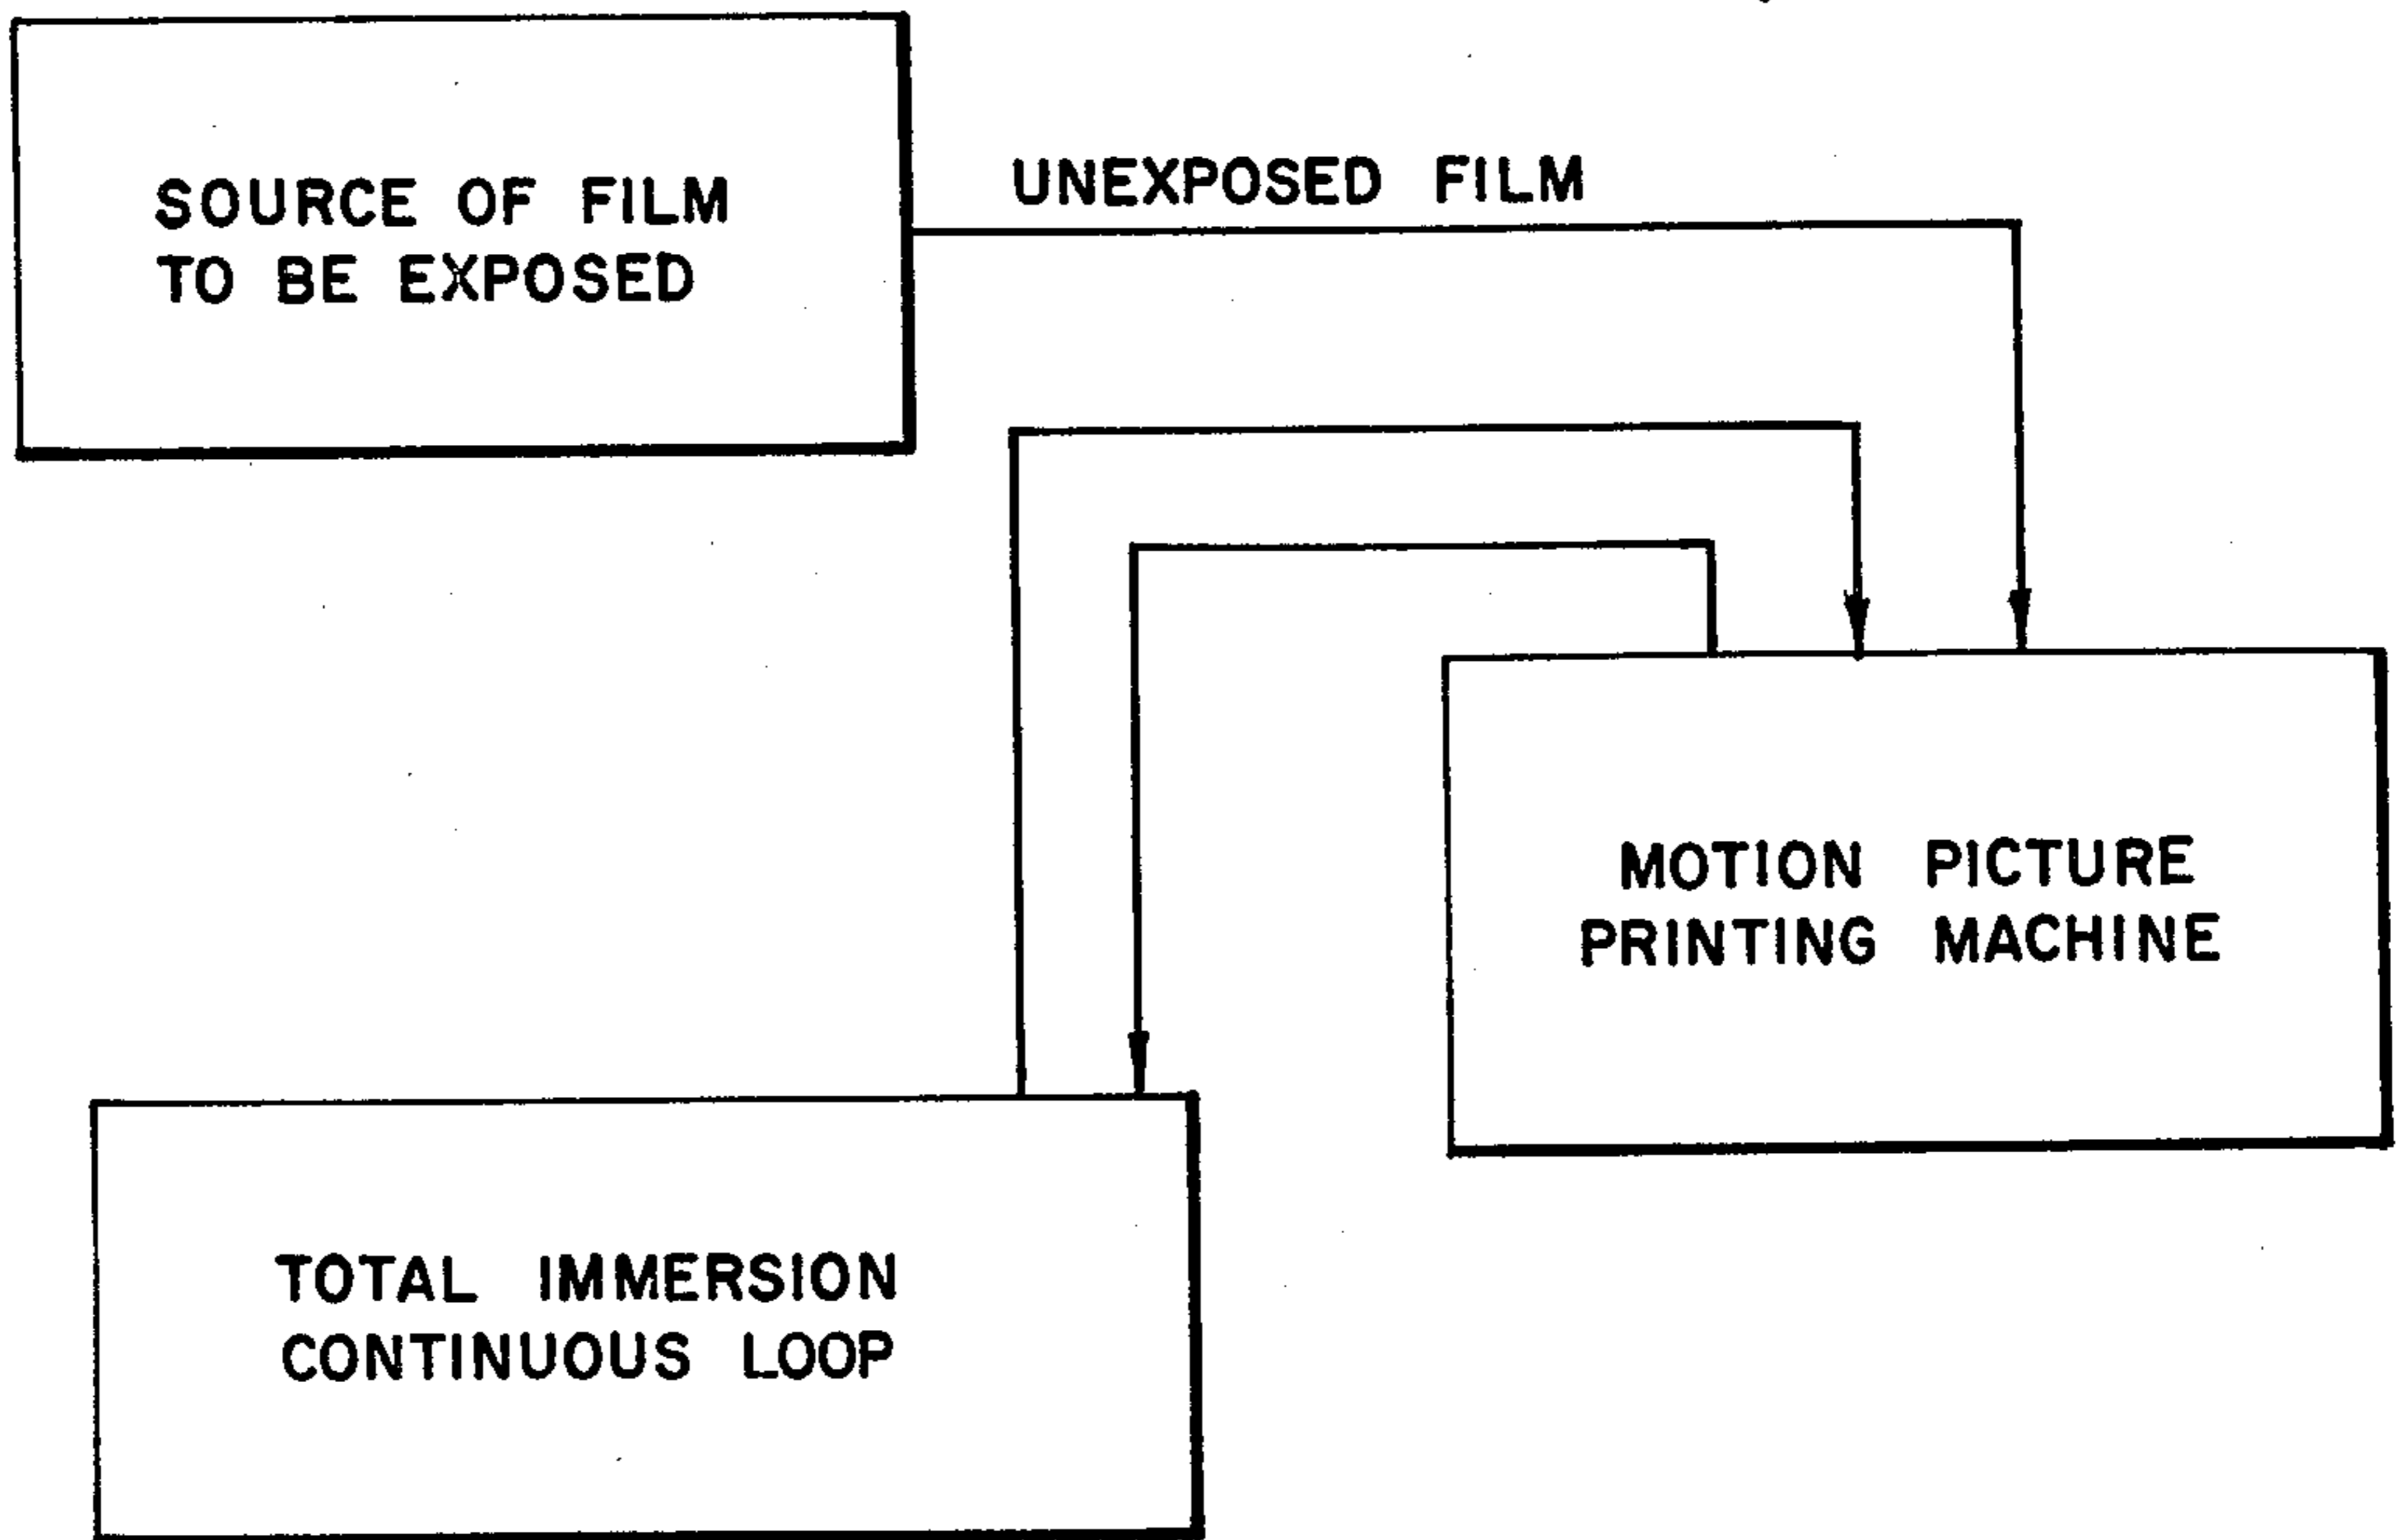 SOURCE OF FILM
TO BE EXPOSED
UNEXPOSED FILM
MOTION PICTURE
PRINTING MACHINE
TOTAL IMMERSION
CONTINUOUS LOOP